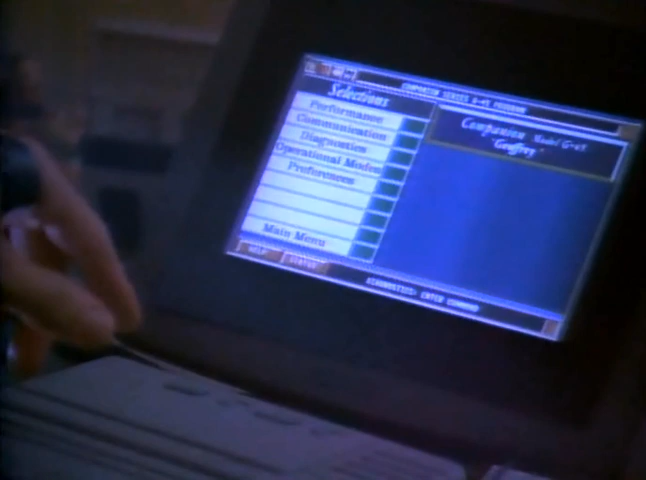 COMPANION SERIES G-45 PROGRAM
Selections
Performance
Communication
Diagnostics
Operational Modes
Preferences
Main Menu
Companion Model G-45
"Geoffrey"
HELP STATUS
DIAGNOSTICS: ENTER COMMAND